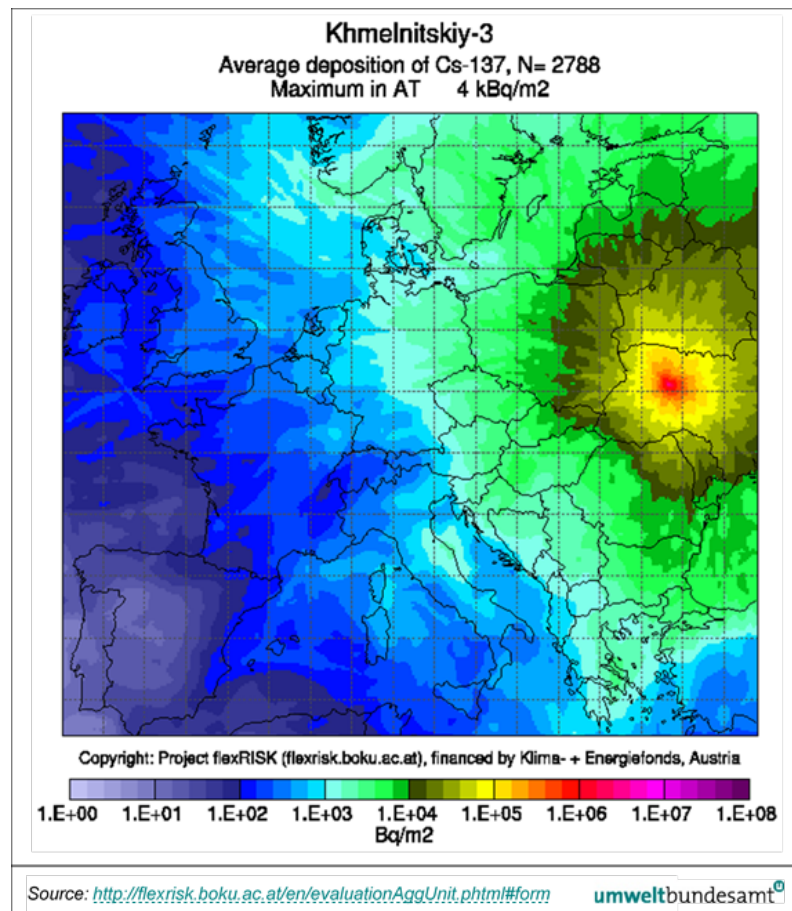 Khmelnitskiy-3
Average deposition of Cs-137, N= 2788
Maximum in AT 4 kBq/m2
Copyright: Project flexRISK (flexrisk.boku.ac.at), financed by Klima- + Energiefonds, Austria
1.E+00 1.E+01 1.E+02 1.E+03 1.E+04 1.E+05 1.E+06 1.E+07 1.E+08
Bq/m2
Source: http://flexrisk.boku.ac.at/en/evaluationAggUnit.phtml#form umweltbundesamt